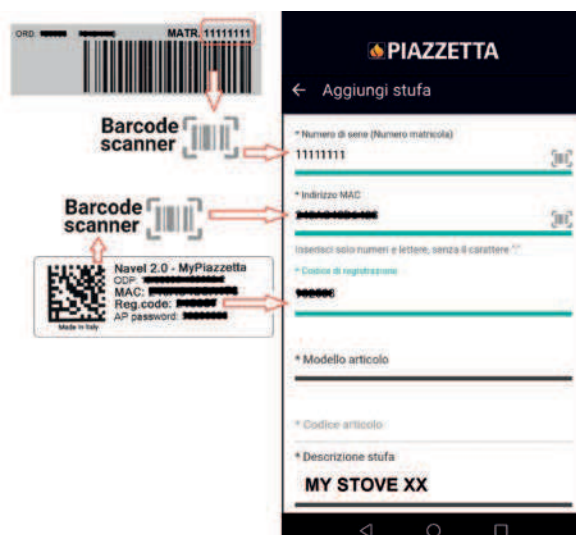 ORD.
MATR. 11111111
Barcode
scanner
Barcode
scanner
Navel 2.0 - MyPiazzetta
ODP:
MAC:
Reg.code:
AP password:
Made in Italy
PIAZZETTA
← Aggiungi stufa
* Numero di serie (Numero matricola)
11111111
* Indirizzo MAC
Inserisci solo numeri e lettere, senza il carattere ":"
* Codice di registrazione
* Modello articolo
* Codice articolo
* Descrizione stufa
MY STOVE XX